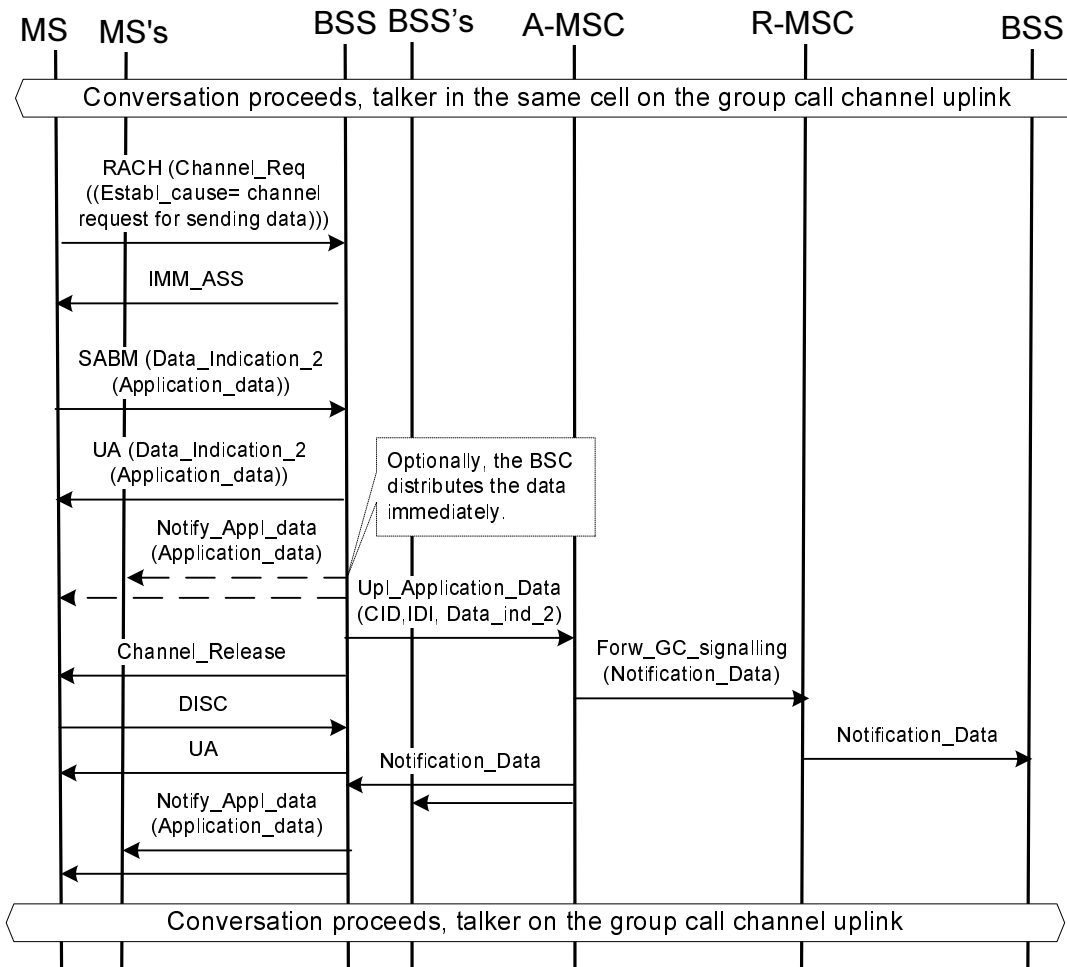 MS MS's BSS BSS's A-MSC R-MSC BSS
Conversation proceeds, talker in the same cell on the group call channel uplink
RACH (Channel_Req
((Establ_cause= channel
request for sending data)))
IMM_ASS
SABM (Data_Indication_2
(Application_data))
UA (Data_Indication_2
(Application_data))
Optionally, the BSC
distributes the data
immediately.
Notify_Appl_data
(Application_data)
Upl_Application_Data
(CID,IDI, Data_ind_2)
Channel_Release
Forw_GC_signalling
(Notification_Data)
DISC
Notification_Data
UA
Notification_Data
Notify_Appl_data
(Application_data)
Conversation proceeds, talker on the group call channel uplink